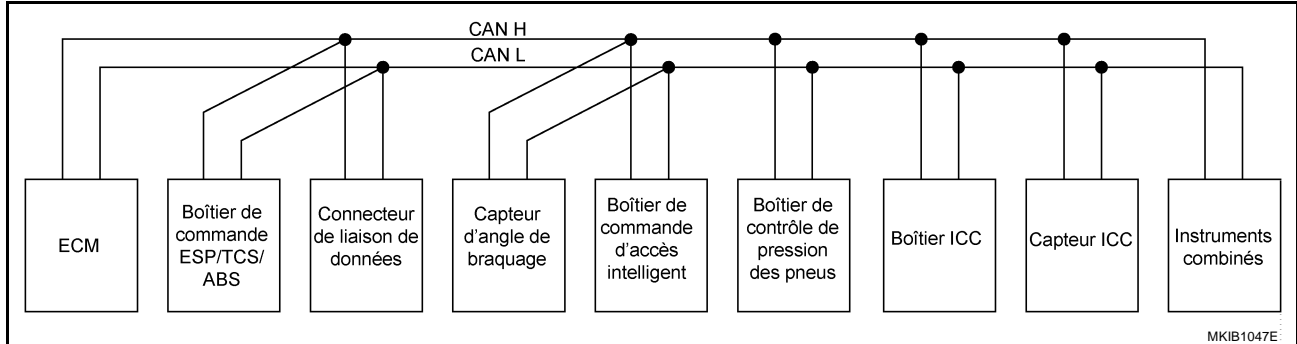 CAN H
CAN L
ECM
Boîtier de
commande
ESP/TCS/
ABS
Connecteur
de liaison de
données
Capteur
d'angle de
braquage
Boîtier de
commande
d'accès
intelligent
Boîtier de
contrôle de
pression
des pneus
Boîtier ICC
Capteur ICC
Instruments
combinés
MKIB1047E